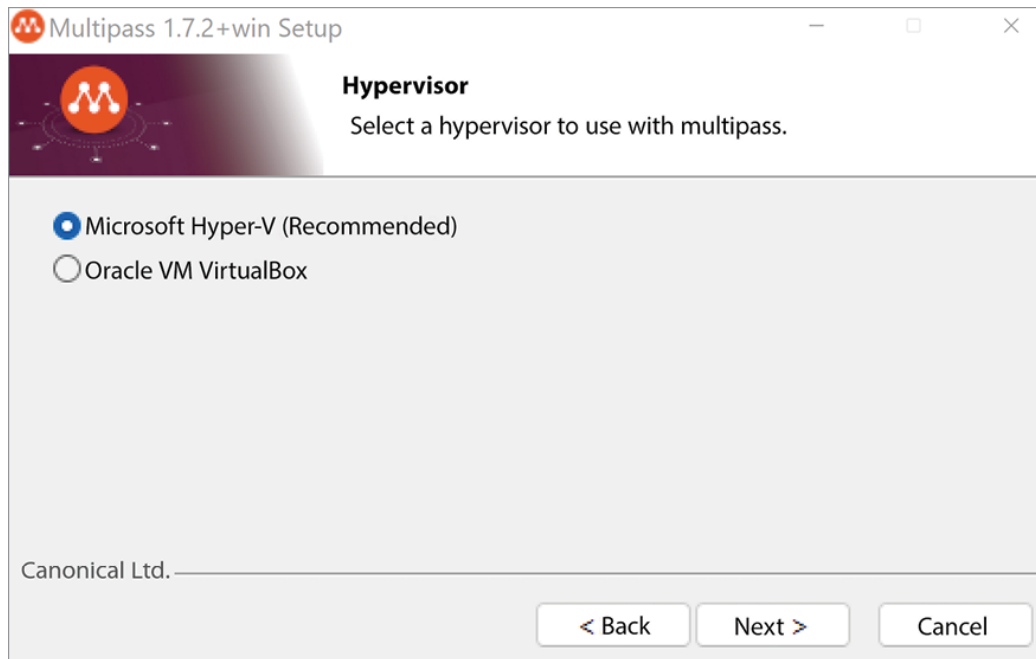 Multipass 1.7.2+win Setup
Hypervisor
Select a hypervisor to use with multipass.
Microsoft Hyper-V (Recommended)
Oracle VM VirtualBox
Canonical Ltd.
< Back
Next >
Cancel